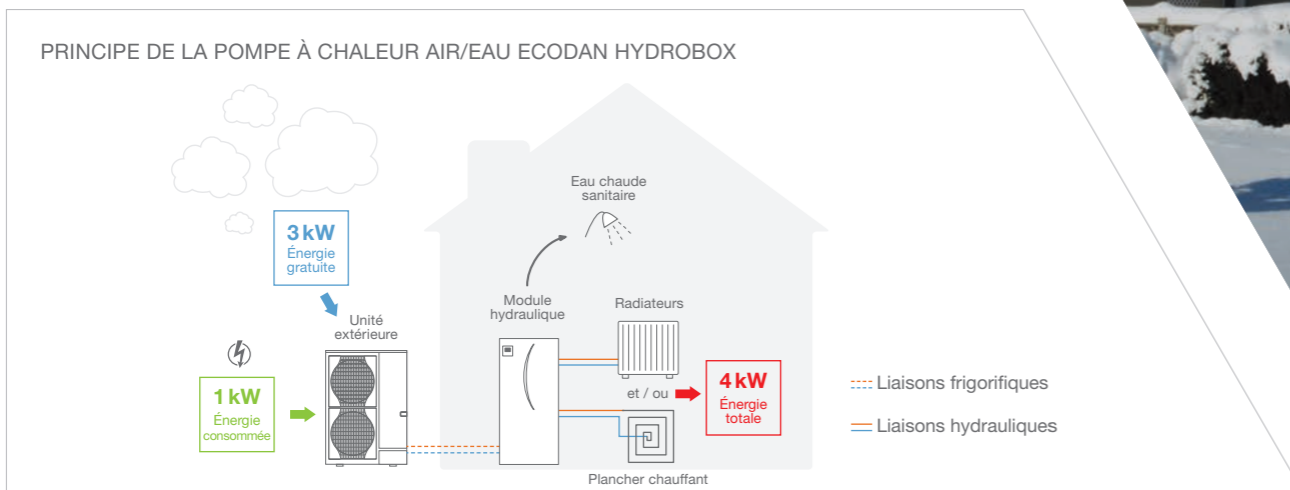 PRINCIPE DE LA POMPE À CHALEUR AIR/EAU ECODAN HYDROBOX
Eau chaude
sanitaire
3 kW
Énergie
gratuite
Module
hydraulique
Radiateurs
Unité
extérieure
1 kW
Énergie
consommée
et / ou
4 kW
Énergie
totale
Plancher chauffant
Liaisons frigorifiques
Liaisons hydrauliques